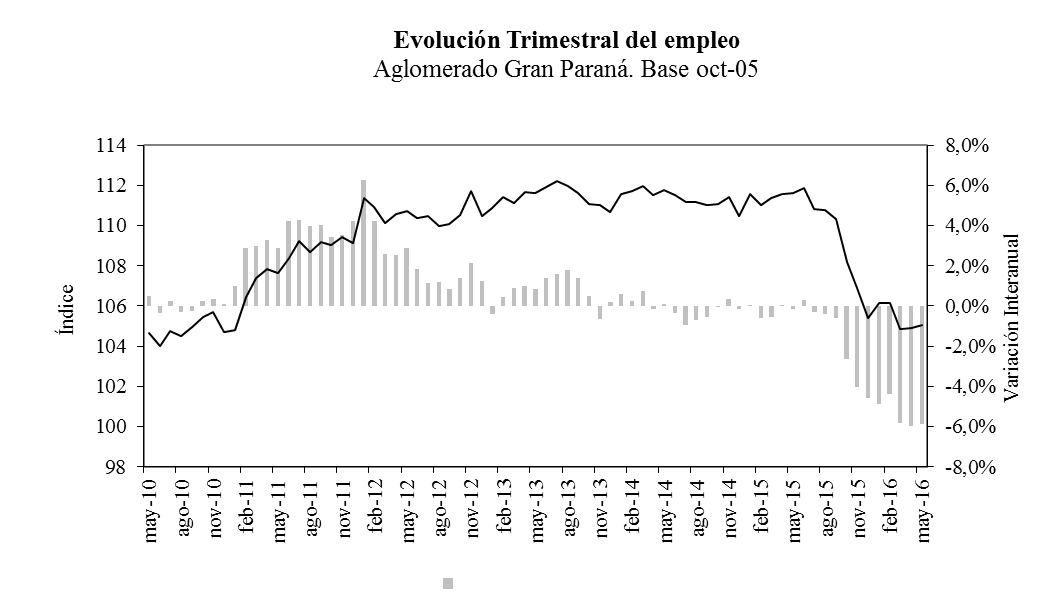 Evolución Trimestral del empleo
Aglomerado Gran Paraná. Base oct-05
114
112
110
108
106
104
102
100
98
Índice
8,0%
6,0%
4,0%
2,0%
0,0%
-2,0%
-4,0%
-6,0%
-8,0%
Variación Interanual
may-10
ago-10
nov-10
feb-11
may-11
ago-11
nov-11
feb-12
may-12
ago-12
nov-12
feb-13
may-13
ago-13
nov-13
feb-14
may-14
ago-14
nov-14
feb-15
may-15
ago-15
nov-15
feb-16
may-16